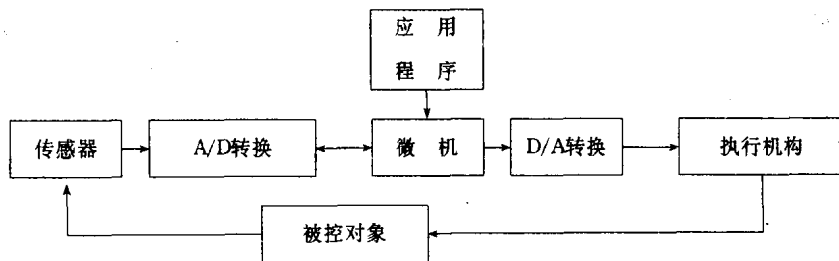 应用
程序
传感器
A/D转换
微机
D/A转换
执行机构
被控对象